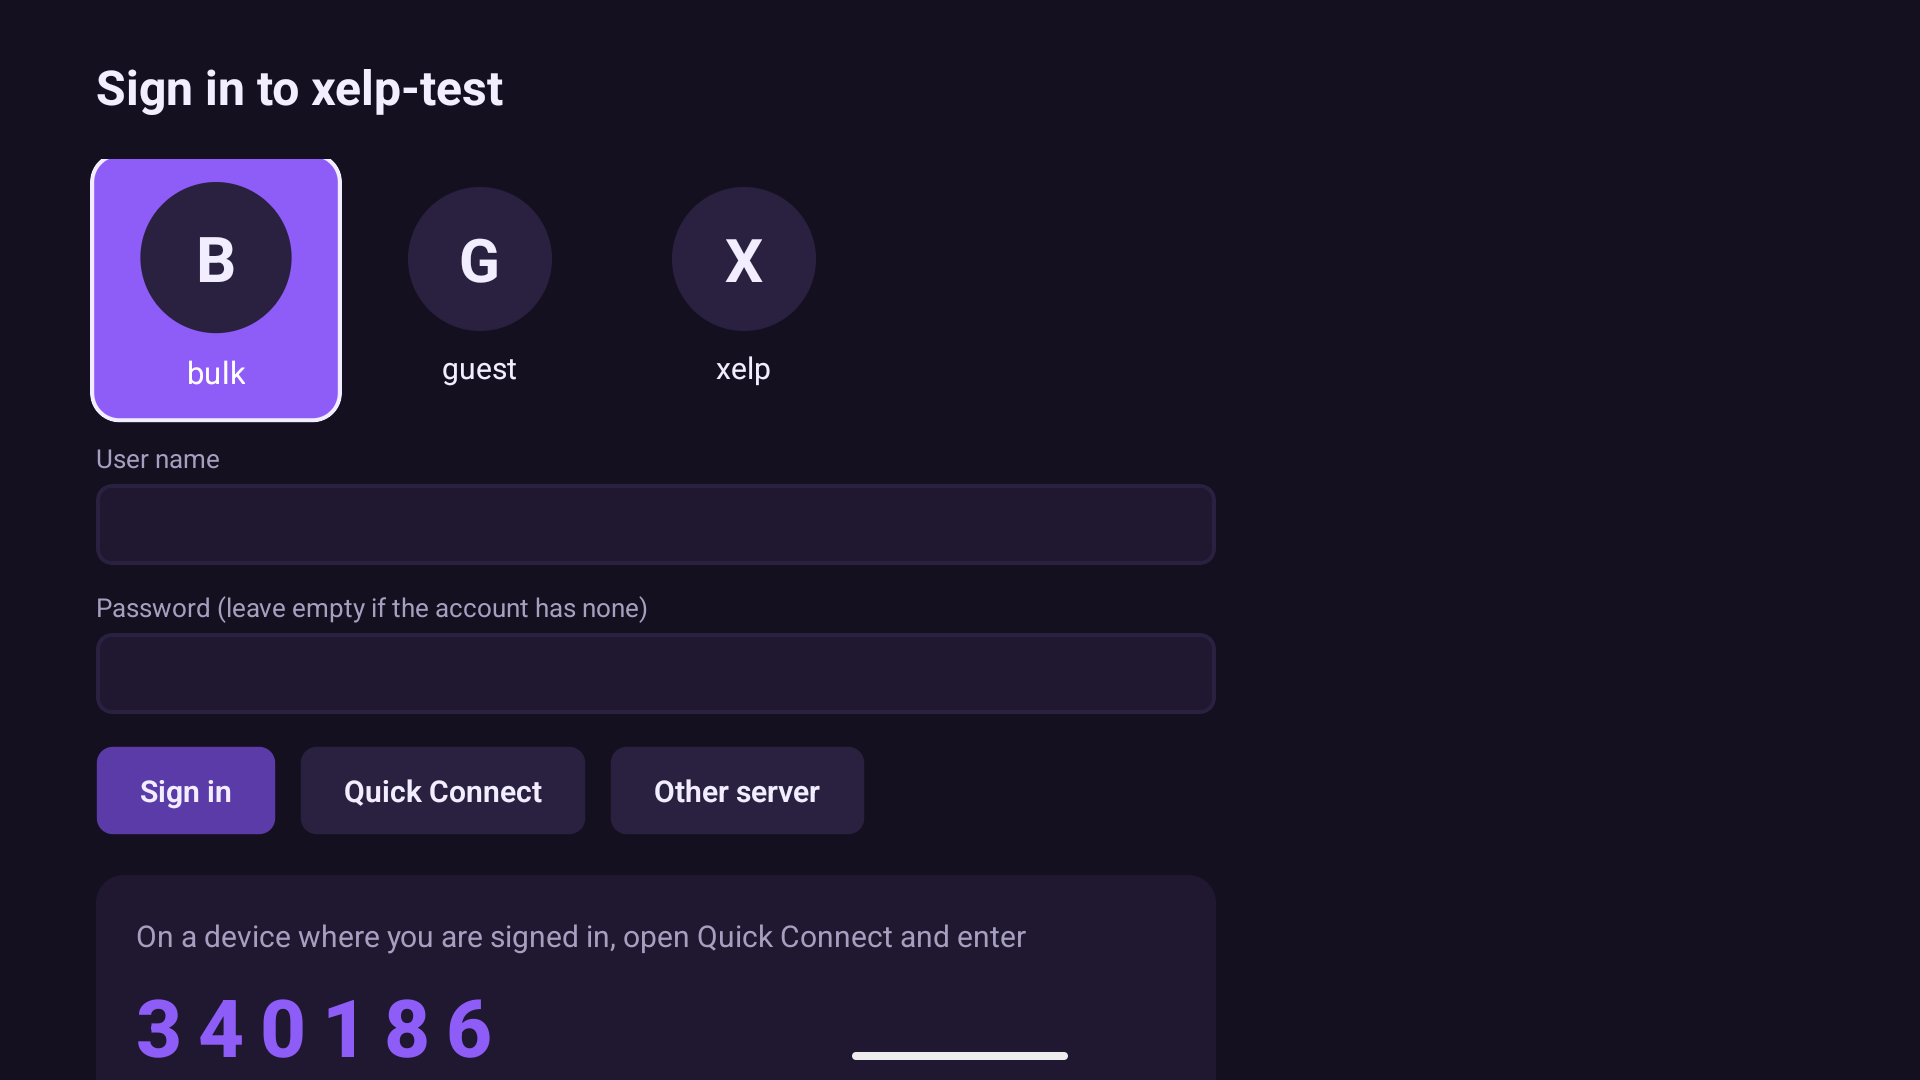 Sign in to xelp-test
B
G
X
bulk
guest
xelp
User name
Password (leave empty if the account has none)
Sign in
Quick Connect
Other server
On a device where you are signed in, open Quick Connect and enter
340186